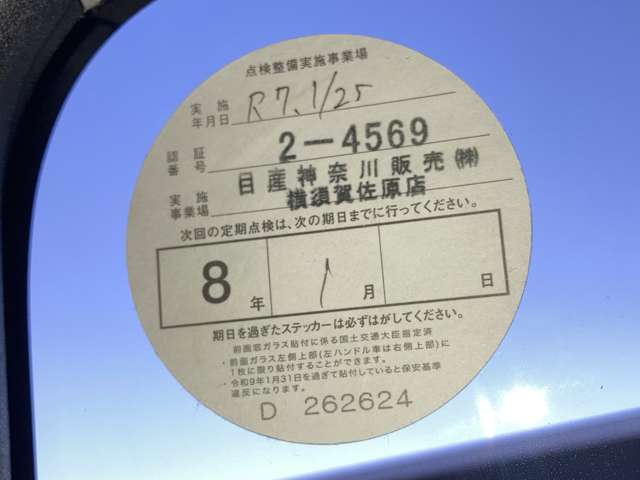 点検整備実施事業場
実施
年月日 R7.1/25
認証
番号 2-4569
実施
事業場 日産神奈川販売㈱
横須賀佐原店
次回の定期点検は、次の期日までに行ってください。
8年 1月 日
期日を過ぎたステッカーは必ずはがしてください。
前面窓ガラス貼付に係る国土交通大臣指定済
・前面ガラス左側上部(左ハンドル車は右側上部)に
1枚に限り貼付することができます。
・令和9年1月31日を過ぎて貼付していると保安基準
違反になります。
D 262624